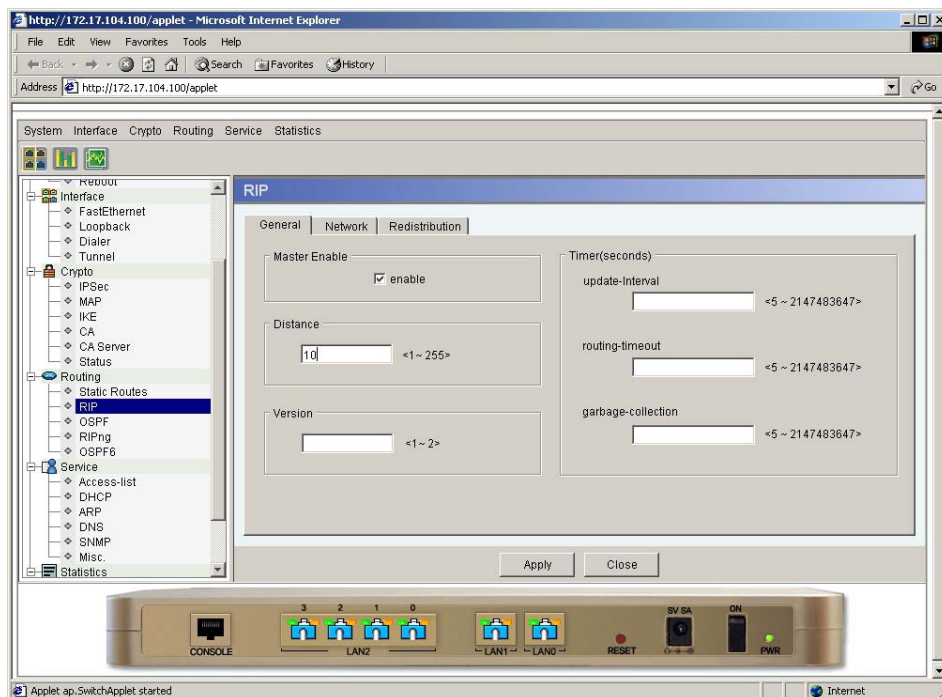 http://172.17.104.100/applet - Microsoft Internet Explorer
File Edit View Favorites Tools Help
Back Search Favorites History
Address http://172.17.104.100/applet Go
System Interface Crypto Routing Service Statistics
Reboot
Interface
FastEthernet
Loopback
Dialer
Tunnel
Crypto
IPSec
MAP
IKE
CA
CA Server
Status
Routing
Static Routes
RIP
OSPF
RIPng
OSPF6
Service
Access-list
DHCP
ARP
DNS
SNMP
Misc.
Statistics
RIP
General Network Redistribution
Master Enable
enable
Distance
10 <1 ~ 255>
Version
<1 ~ 2>
Timer(seconds)
update-Interval
<5 ~ 2147483647>
routing-timeout
<5 ~ 2147483647>
garbage-collection
<5 ~ 2147483647>
Apply Close
CONSOLE
3 2 1 0
LAN2
LAN1 LAN0
RESET
5V 5A
ON
PWR
Applet ap.SwitchApplet started
Internet